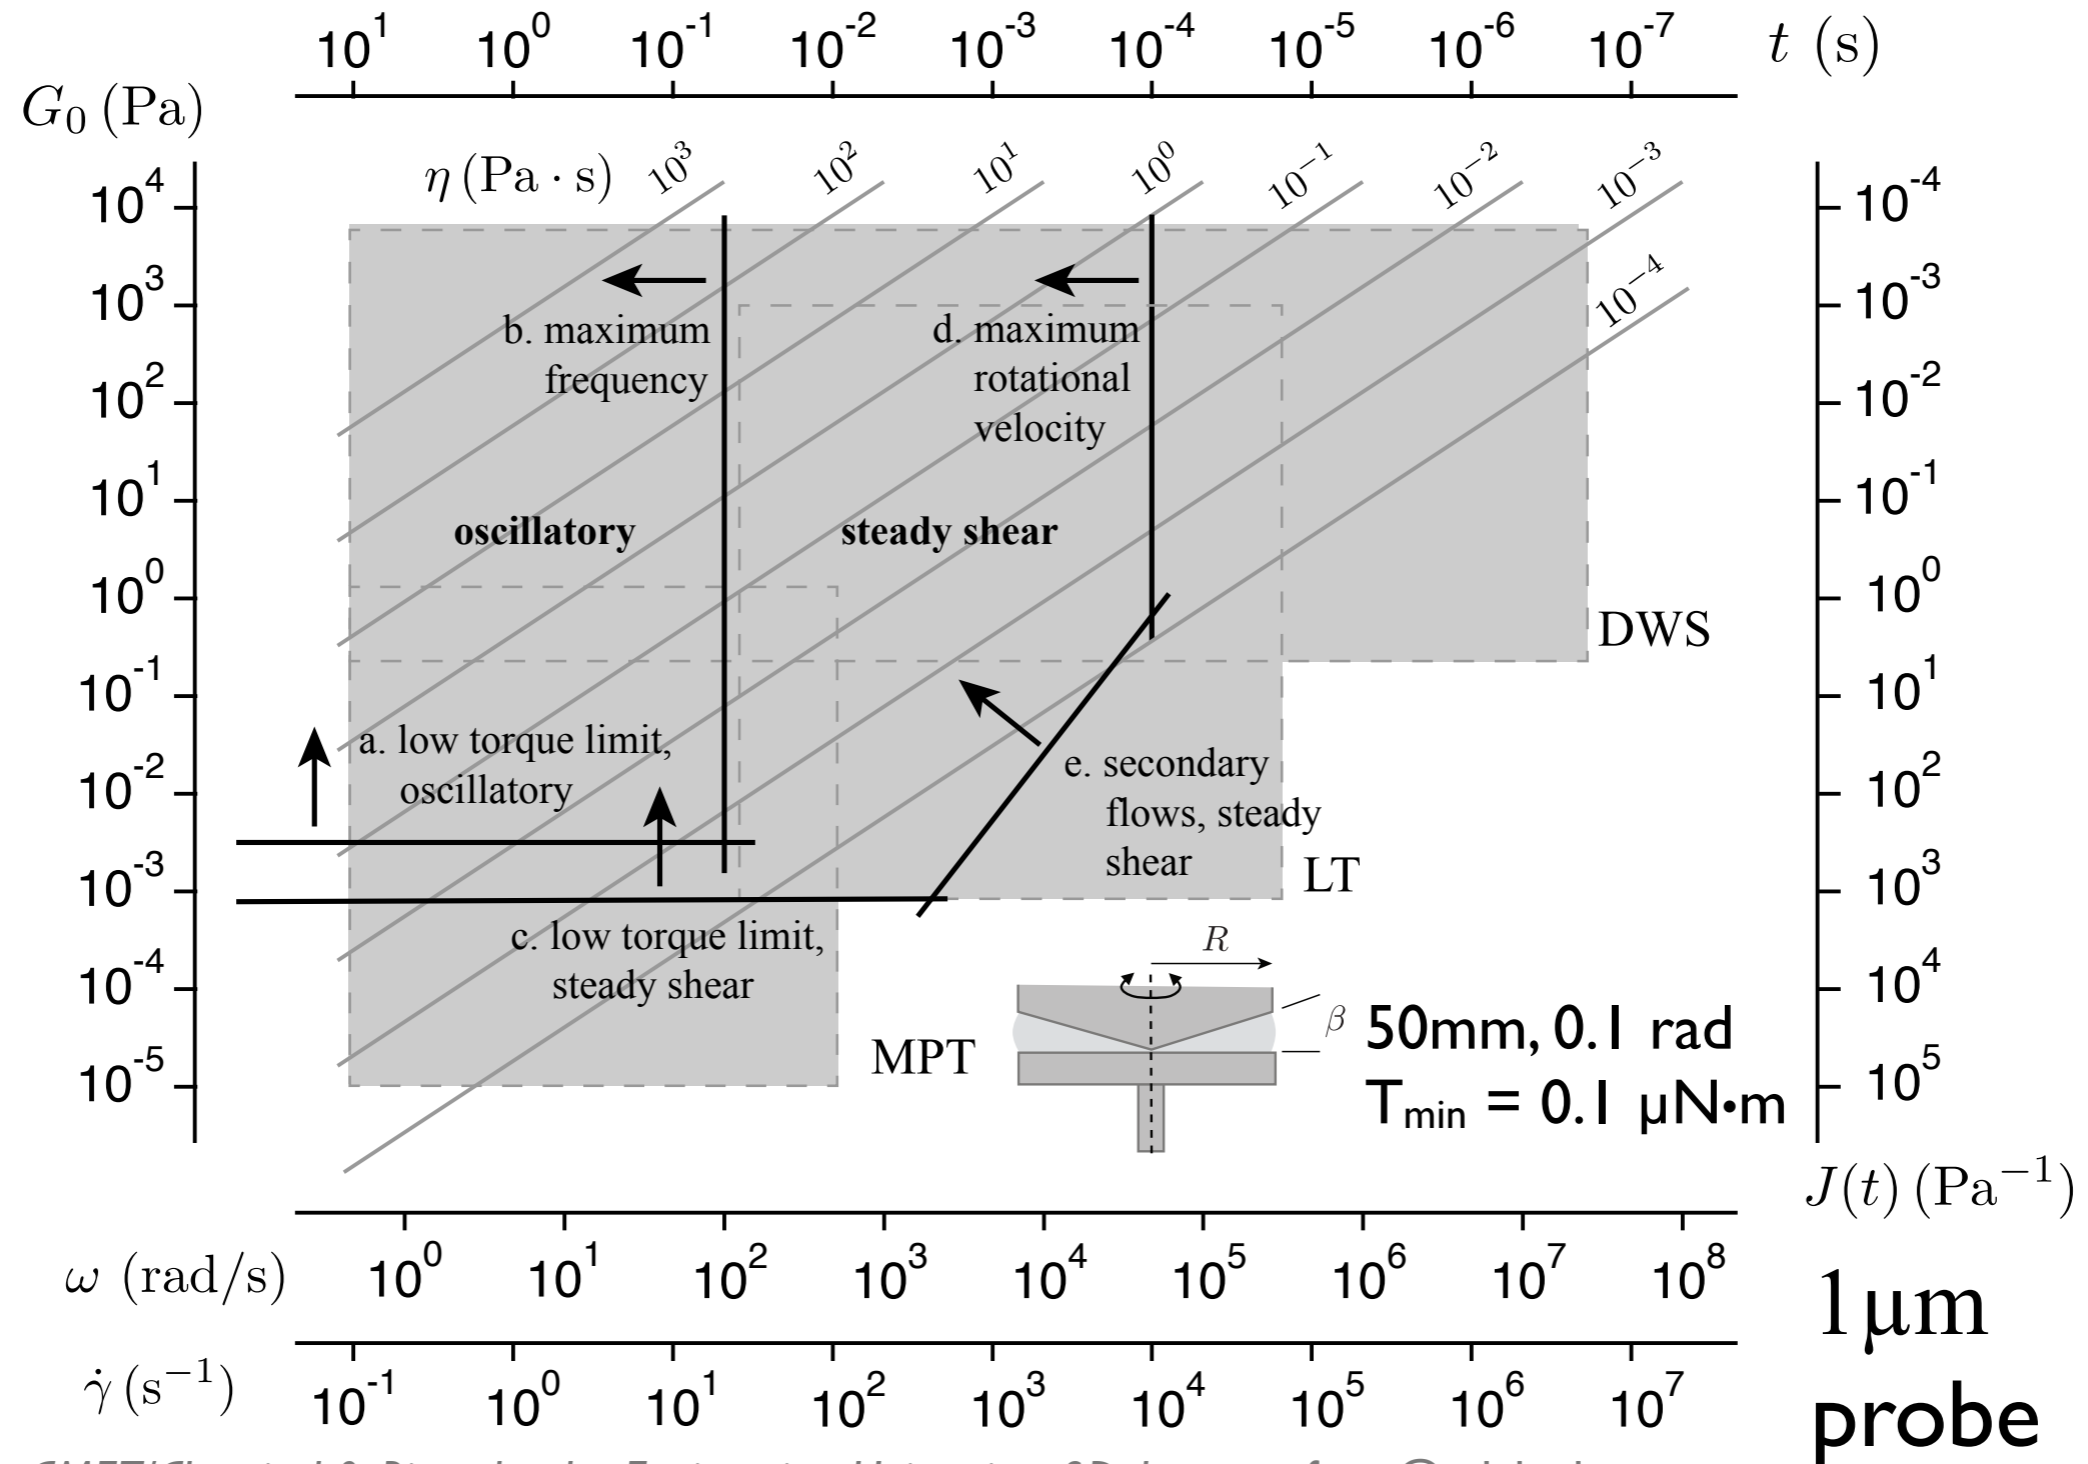 10^1 10^0 10^-1 10^-2 10^-3 10^-4 10^-5 10^-6 10^-7 t (s)
G_0 (Pa)
η (Pa · s) 10^3 10^2 10^1 10^0 10^−1 10^−2 10^−3
10^−4
10^4
10^3
10^2
10^1
10^0
10^-1
10^-2
10^-3
10^-4
10^-5
b. maximum
frequency
d. maximum
rotational
velocity
oscillatory
steady shear
DWS
a. low torque limit,
oscillatory
e. secondary
flows, steady
shear
LT
c. low torque limit,
steady shear
MPT
R
β
50mm, 0.1 rad
T_min = 0.1 μN•m
10^-4
10^-3
10^-2
10^-1
10^0
10^1
10^2
10^3
10^4
10^5
J(t) (Pa^−1)
ω (rad/s) 10^0 10^1 10^2 10^3 10^4 10^5 10^6 10^7 10^8
γ̇ (s^−1) 10^-1 10^0 10^1 10^2 10^3 10^4 10^5 10^6 10^7
1μm
probe